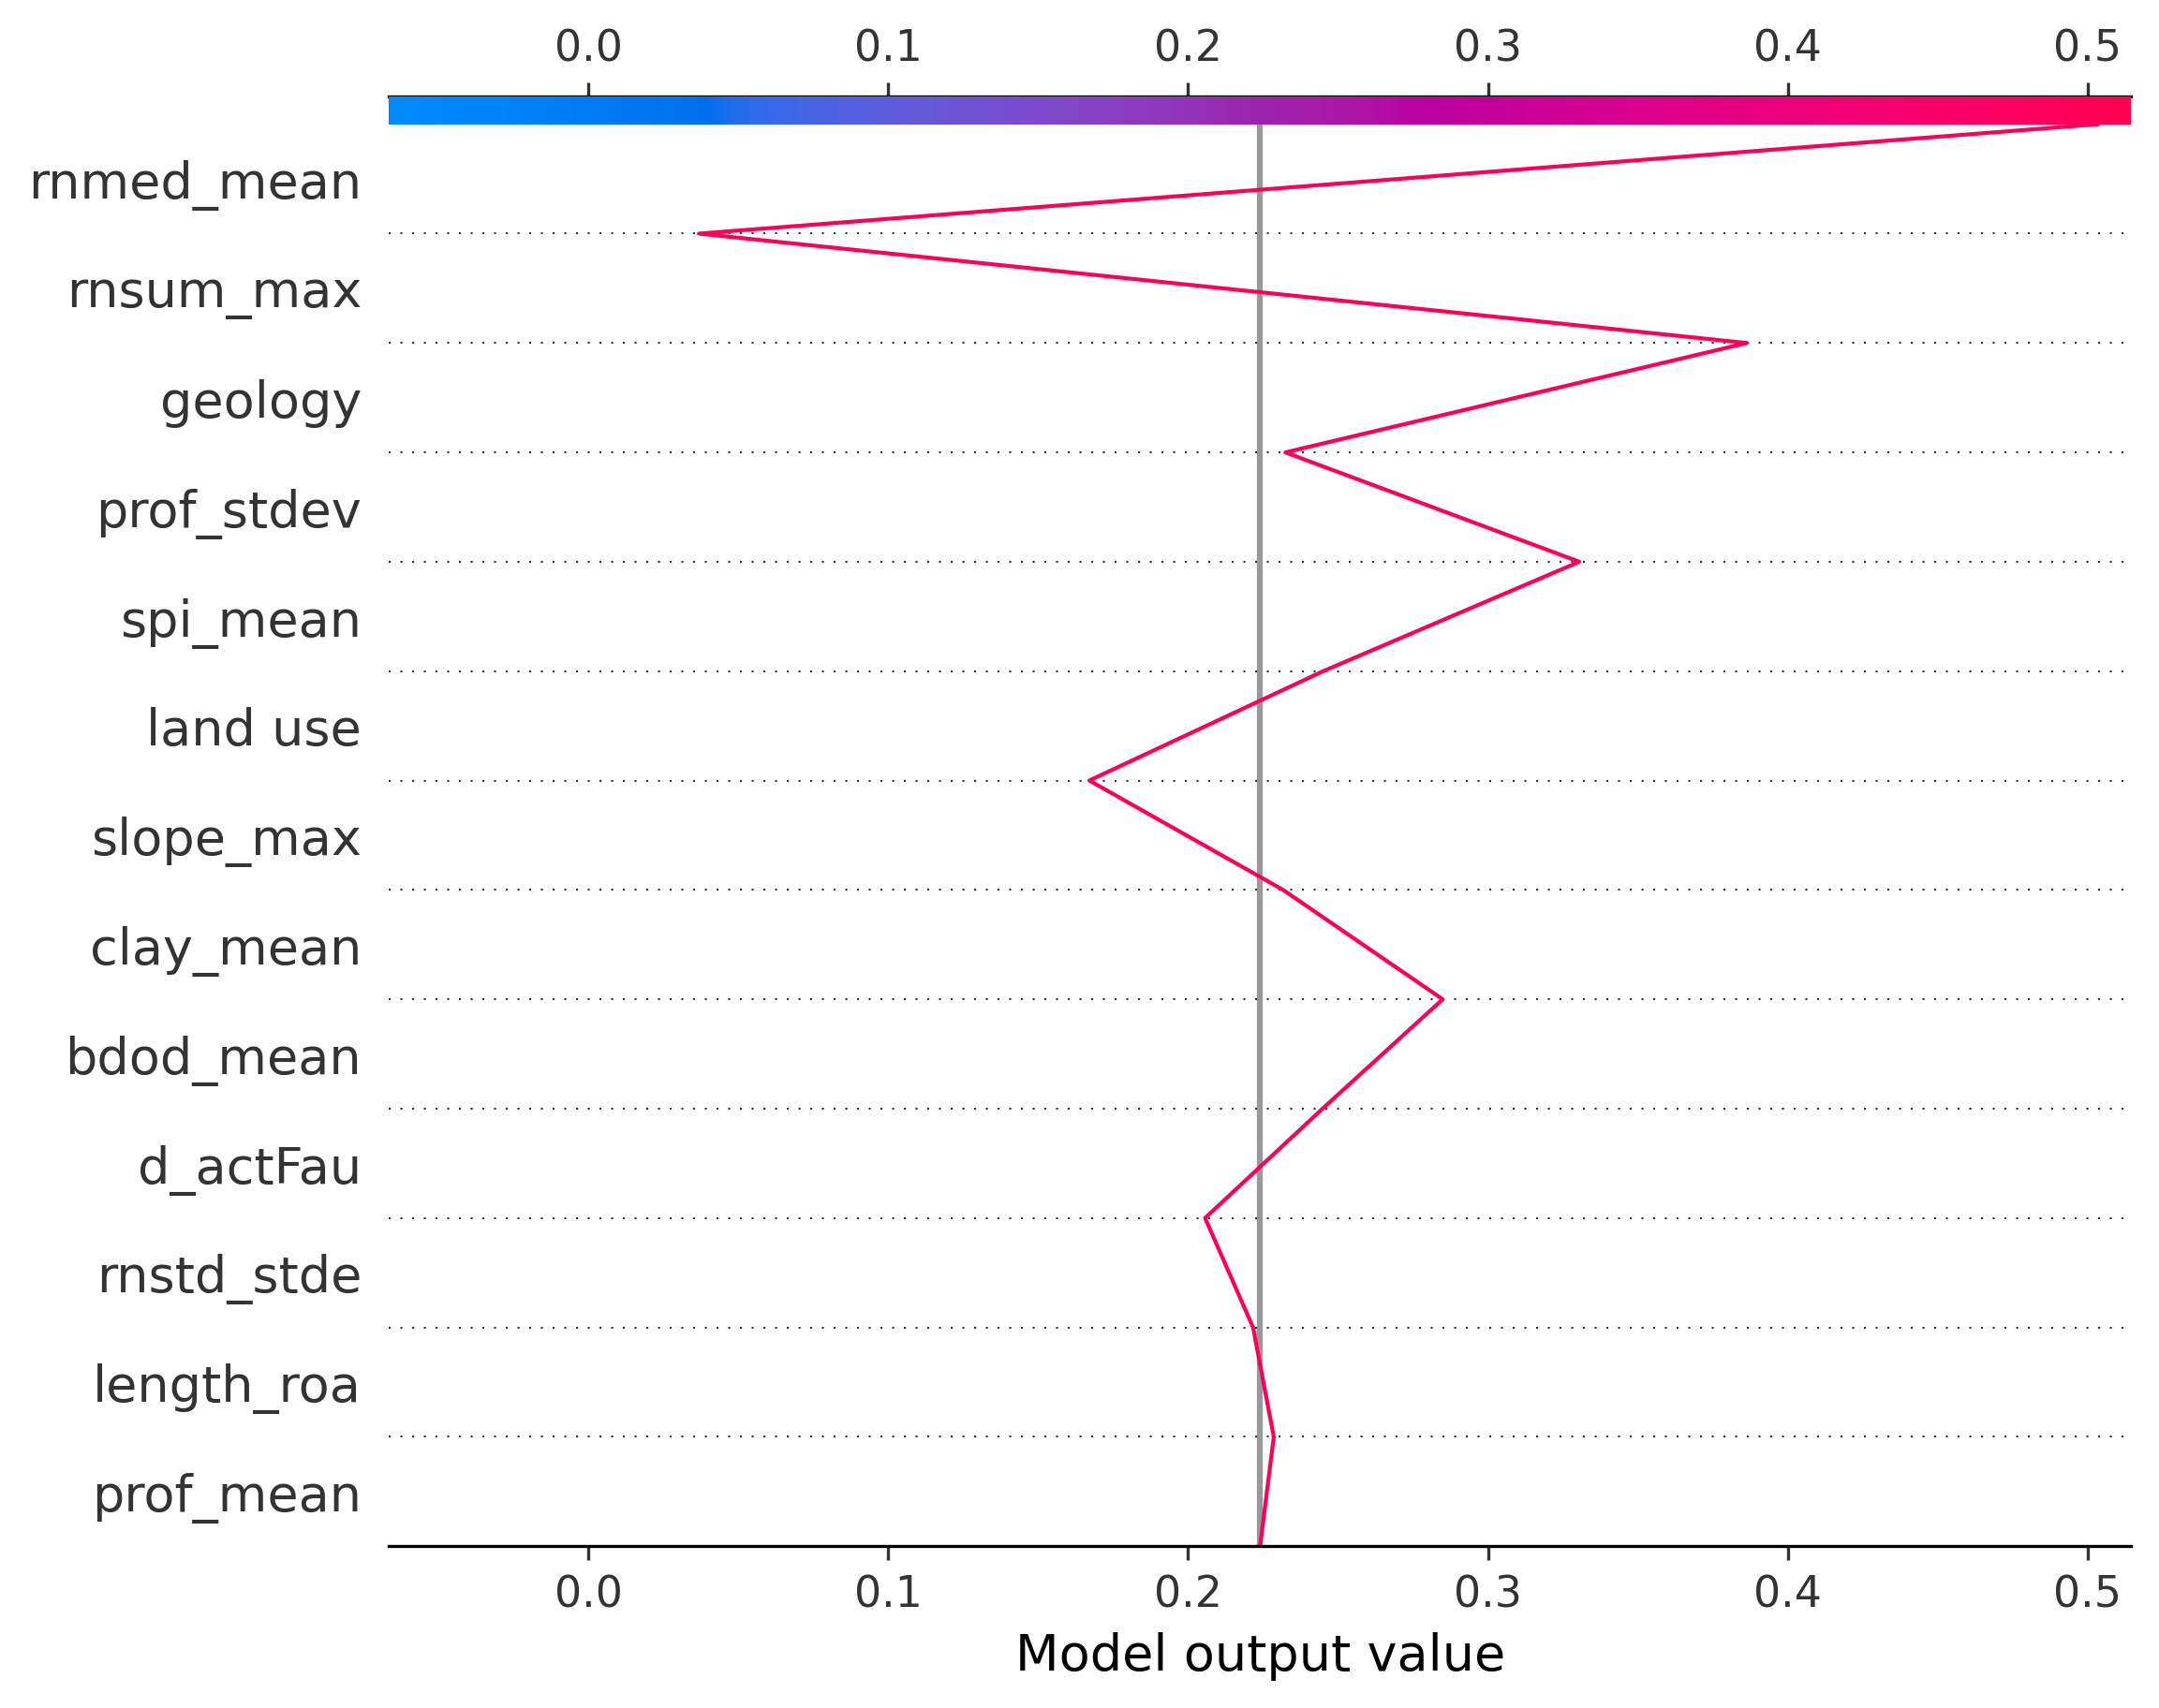 0.0 0.1 0.2 0.3 0.4 0.5
rnmed_mean
rnsum_max
geology
prof_stdev
spi_mean
land use
slope_max
clay_mean
bdod_mean
d_actFau
rnstd_stde
length_roa
prof_mean
0.0 0.1 0.2 0.3 0.4 0.5
Model output value